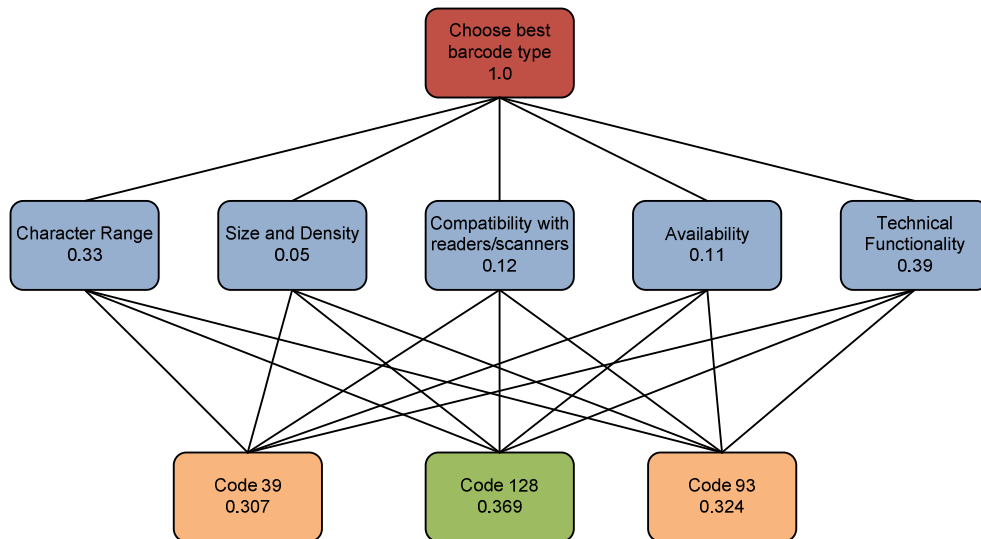 Choose best
barcode type
1.0
Character Range
0.33
Size and Density
0.05
Compatibility with
readers/scanners
0.12
Availability
0.11
Technical
Functionality
0.39
Code 39
0.307
Code 128
0.369
Code 93
0.324